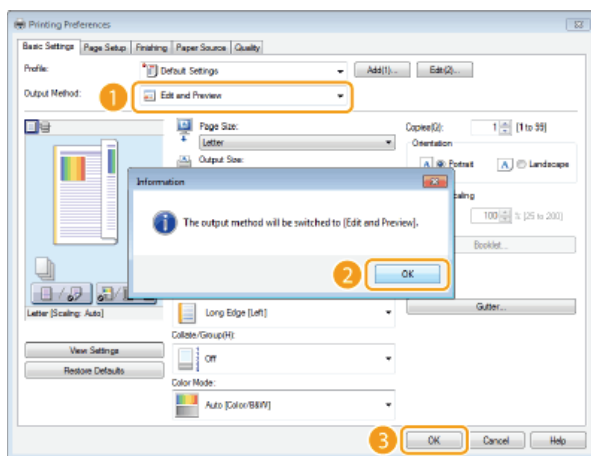 Printing Preferences
Basic Settings Page Setup Finishing Paper Source Quality
Profile: Default Settings Add(1)... Edit(2)...
Output Method: 1 Edit and Preview
Page Size: Copies(Q): 1 [1 to 99]
Letter Orientation
Output Size: A Portrait A Landscape
Information
100 % [25 to 200]
The output method will be switched to [Edit and Preview].
Booklet...
2 OK
Letter [Scaling: Auto] Long Edge [Left] Gutter...
Collate/Group(H):
View Settings Off
Restore Defaults
Color Mode:
Auto [Color/B&W]
3 OK Cancel Help